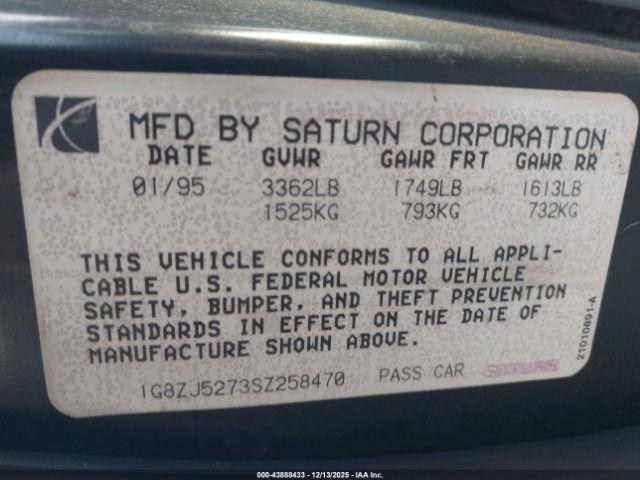 MFD BY SATURN CORPORATION
DATE GVWR GAWR FRT GAWR RR
01/95 3362LB 1749LB 1613LB
1525KG 793KG 732KG
THIS VEHICLE CONFORMS TO ALL APPLI-
CABLE U.S. FEDERAL MOTOR VEHICLE
SAFETY, BUMPER, AND THEFT PREVENTION
STANDARDS IN EFFECT ON THE DATE OF
MANUFACTURE SHOWN ABOVE.
1G8ZJ5273SZ258470 PASS CAR
21010891-A
000-43888433 - 12/13/2025 - IAA, Inc.